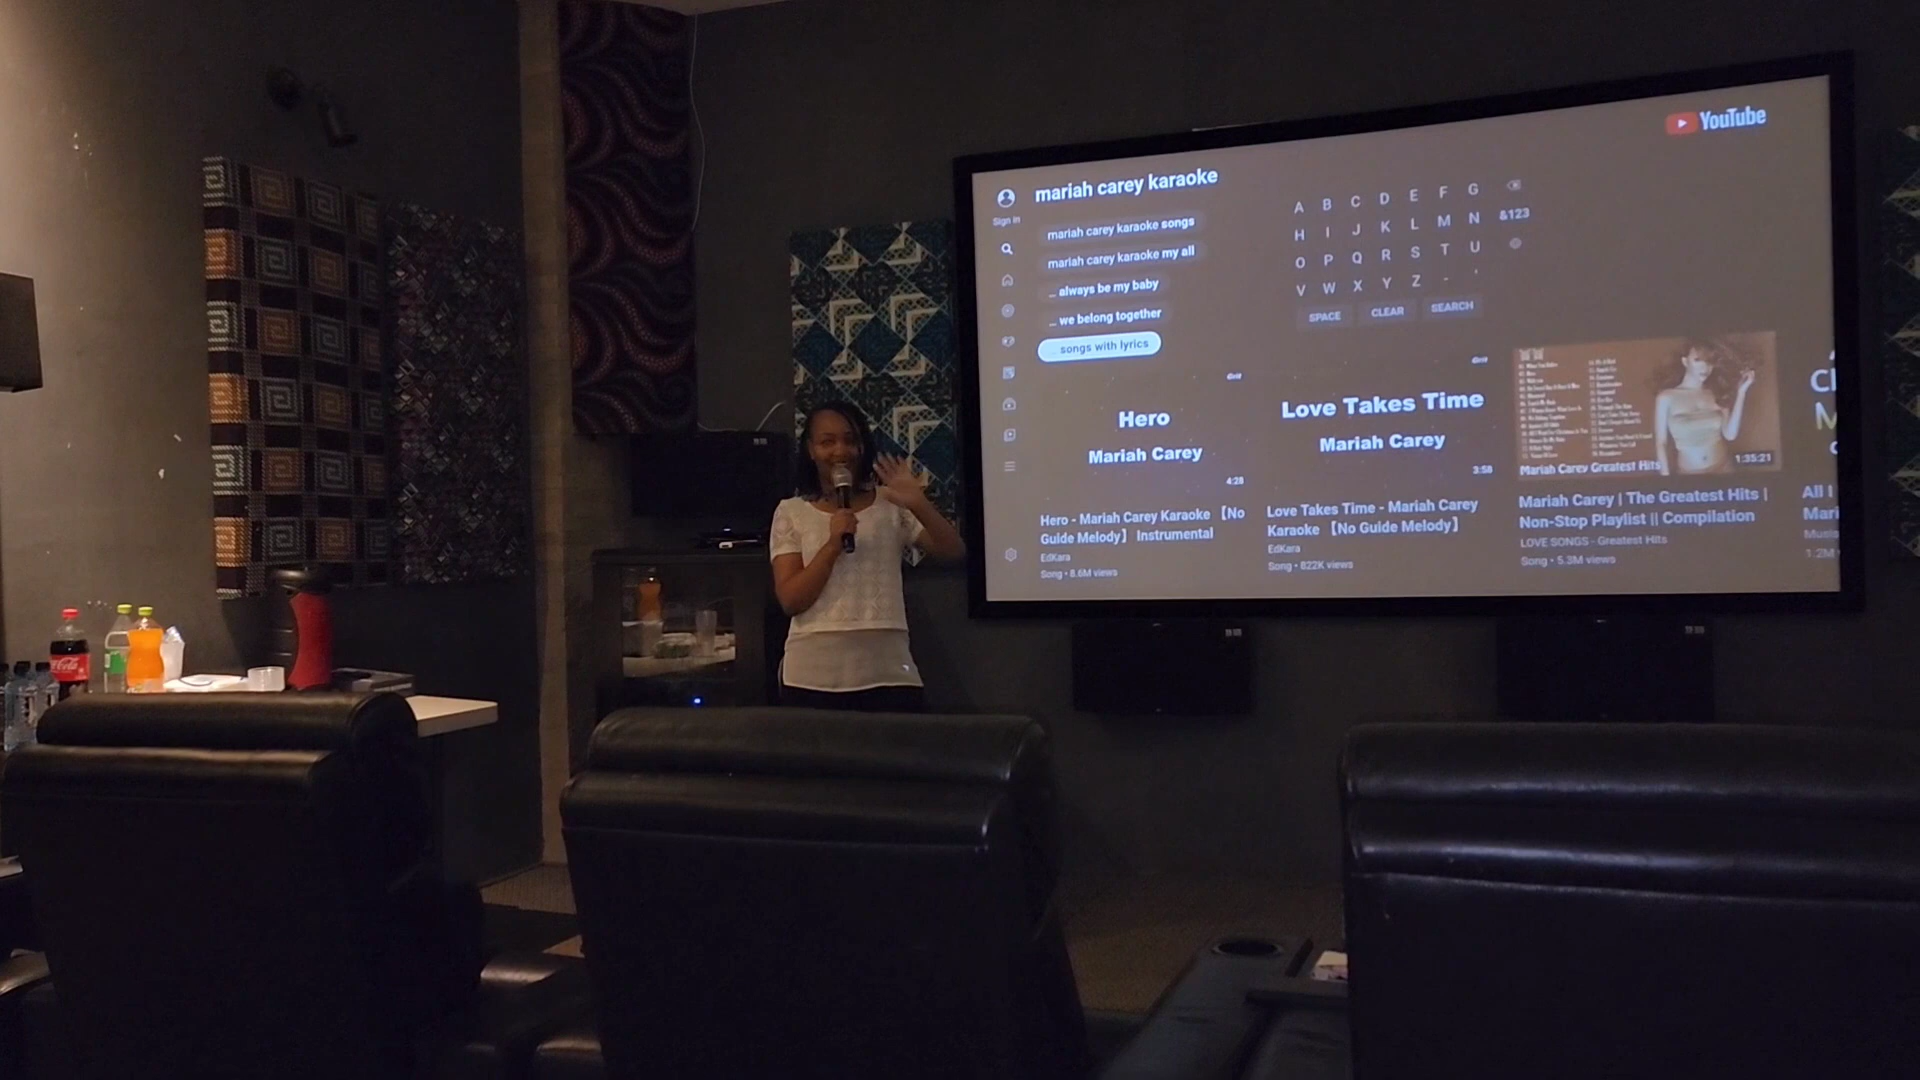 YouTube
mariah carey karaoke
Sign in
mariah carey karaoke songs
mariah carey karaoke my all
... always be my baby
... we belong together
songs with lyrics
A B C D E F G
H I J K L M N &123
O P Q R S T U
V W X Y Z - '
SPACE CLEAR SEARCH
Hero
Mariah Carey
4:28
Hero - Mariah Carey Karaoke 【No
Guide Melody】 Instrumental
EdKara
Song • 8.6M views
Love Takes Time
Mariah Carey
3:58
Love Takes Time - Mariah Carey
Karaoke 【No Guide Melody】
EdKara
Song • 822K views
Mariah Carey Greatest Hits
1:35:21
Mariah Carey | The Greatest Hits |
Non-Stop Playlist || Compilation
LOVE SONGS - Greatest Hits
Song • 5.3M views
All I
Mari
1.2M
Coca-Cola